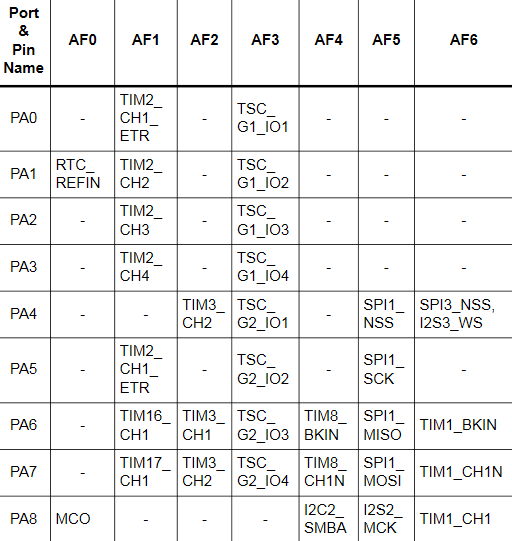 Port
&
Pin
Name
AF0 AF1 AF2 AF3 AF4 AF5 AF6
PA0 - TIM2_
CH1_
ETR - TSC_
G1_IO1 - - -
PA1 RTC_
REFIN TIM2_
CH2 - TSC_
G1_IO2 - - -
PA2 - TIM2_
CH3 - TSC_
G1_IO3 - - -
PA3 - TIM2_
CH4 - TSC_
G1_IO4 - - -
PA4 - - TIM3_
CH2 TSC_
G2_IO1 - SPI1_
NSS SPI3_NSS,
I2S3_WS
PA5 - TIM2_
CH1_
ETR - TSC_
G2_IO2 - SPI1_
SCK -
PA6 - TIM16_
CH1 TIM3_
CH1 TSC_
G2_IO3 TIM8_
BKIN SPI1_
MISO TIM1_BKIN
PA7 - TIM17_
CH1 TIM3_
CH2 TSC_
G2_IO4 TIM8_
CH1N SPI1_
MOSI TIM1_CH1N
PA8 MCO - - - I2C2_
SMBA I2S2_
MCK TIM1_CH1